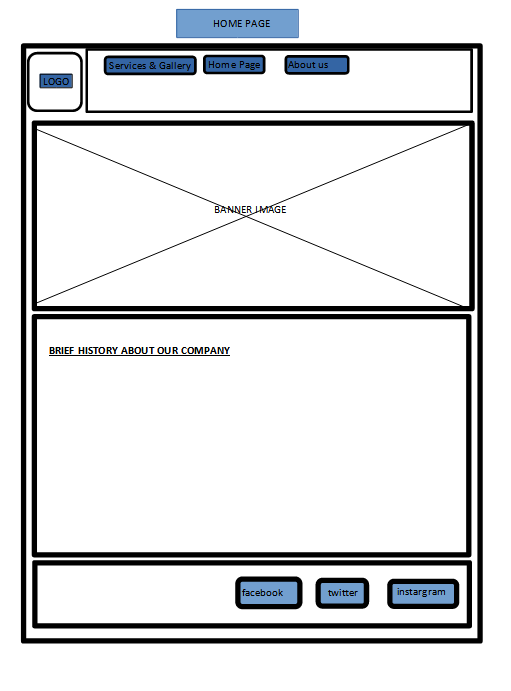 HOME PAGE
LOGO
Services & Gallery
Home Page
About us
BANNER IMAGE
BRIEF HISTORY ABOUT OUR COMPANY
facebook
twitter
instargram